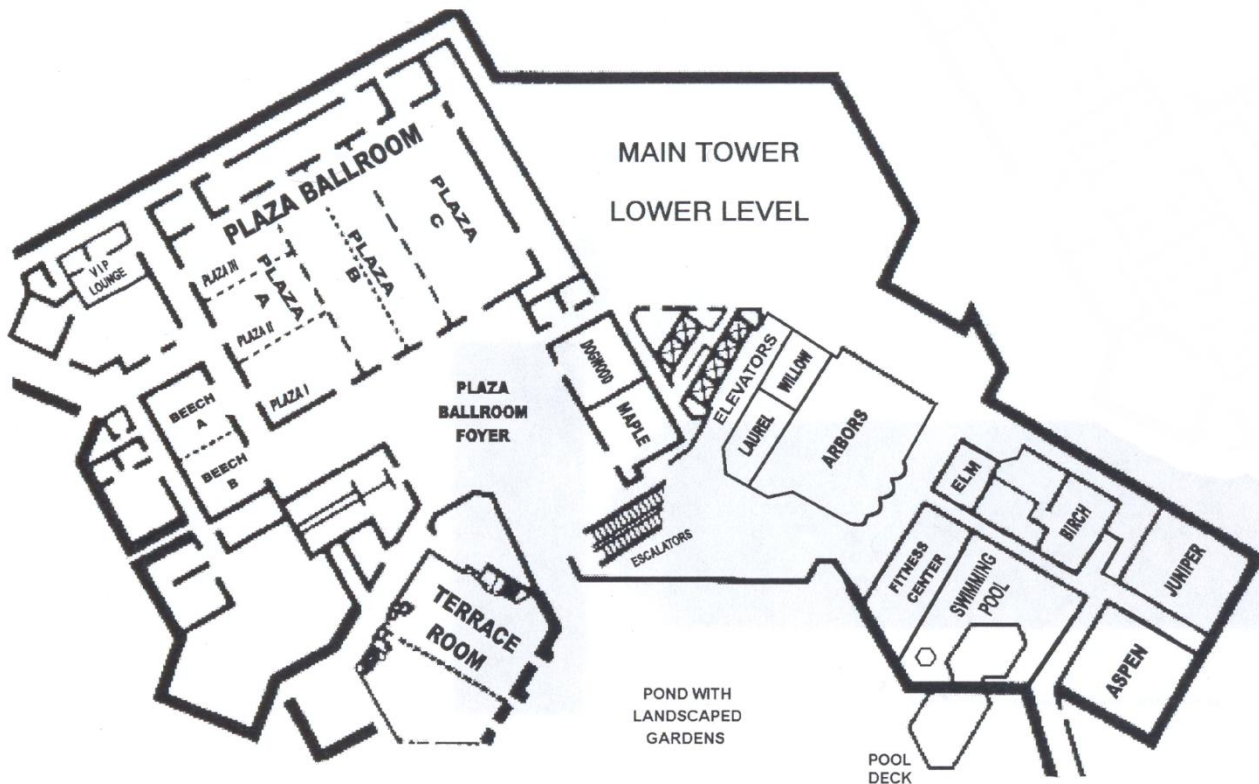 MAIN TOWER
LOWER LEVEL
PLAZA BALLROOM
PLAZA
C
PLAZA
B
PLAZA
A
PLAZA III
PLAZA II
PLAZA I
VIP
LOUNGE
BEECH
A
BEECH
B
PLAZA
BALLROOM
FOYER
DOGWOOD
MAPLE
ELEVATORS
WILLOW
LAUREL
ARBORS
ESCALATORS
ELM
BIRCH
JUNIPER
FITNESS
CENTER
SWIMMING
POOL
ASPEN
TERRACE
ROOM
POND WITH
LANDSCAPED
GARDENS
POOL
DECK